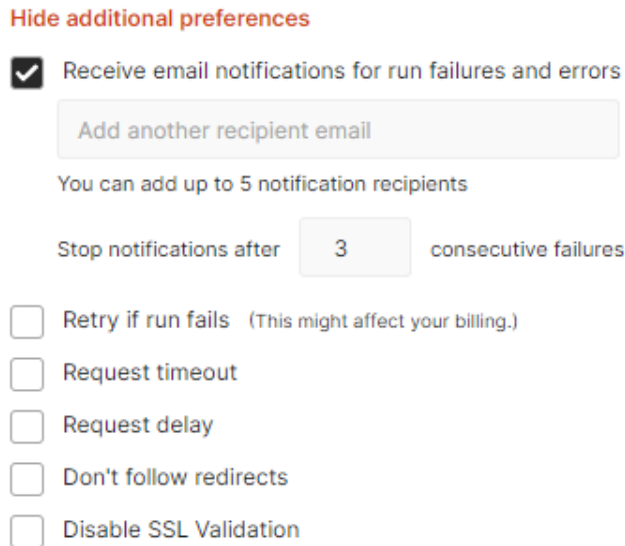 Hide additional preferences
Receive email notifications for run failures and errors
Add another recipient email
You can add up to 5 notification recipients
Stop notifications after 3 consecutive failures
Retry if run fails (This might affect your billing.)
Request timeout
Request delay
Don't follow redirects
Disable SSL Validation